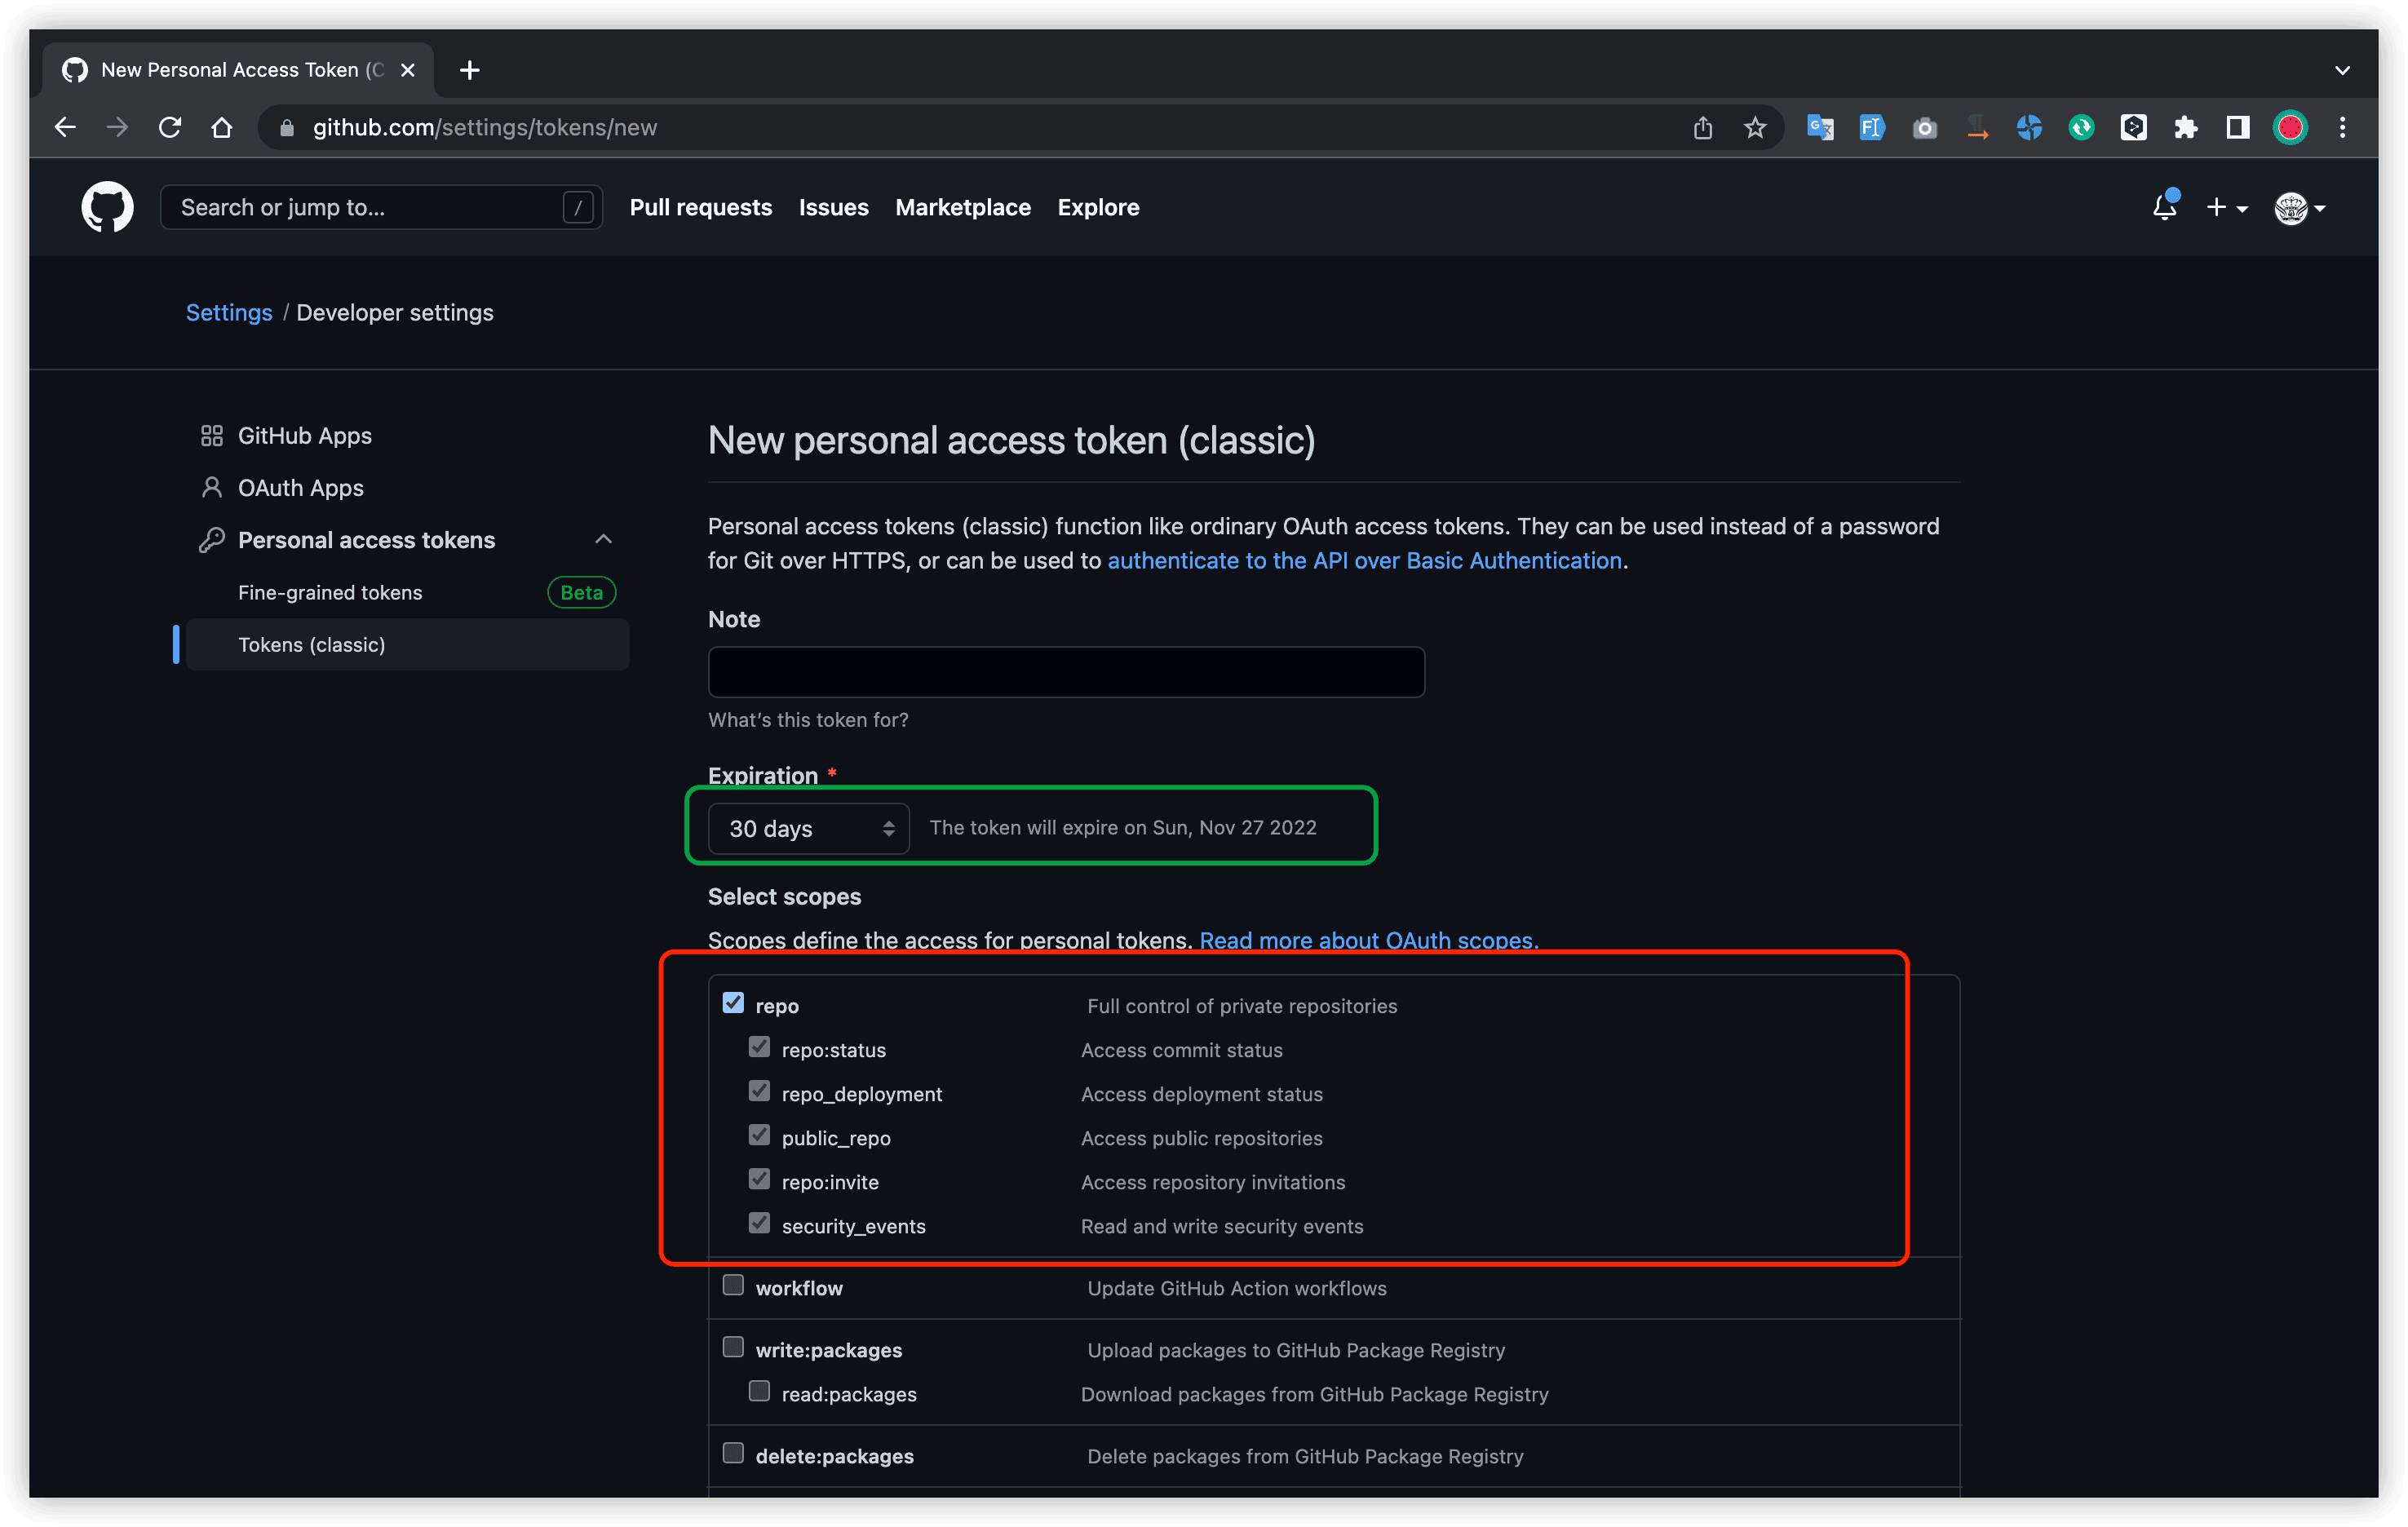 New Personal Access Token (C
github.com/settings/tokens/new
Search or jump to... /
Pull requests Issues Marketplace Explore
Settings / Developer settings
GitHub Apps
OAuth Apps
Personal access tokens
Fine-grained tokens Beta
Tokens (classic)
New personal access token (classic)
Personal access tokens (classic) function like ordinary OAuth access tokens. They can be used instead of a password
for Git over HTTPS, or can be used to authenticate to the API over Basic Authentication.
Note
What's this token for?
Expiration *
30 days The token will expire on Sun, Nov 27 2022
Select scopes
Scopes define the access for personal tokens. Read more about OAuth scopes.
repo Full control of private repositories
repo:status Access commit status
repo_deployment Access deployment status
public_repo Access public repositories
repo:invite Access repository invitations
security_events Read and write security events
workflow Update GitHub Action workflows
write:packages Upload packages to GitHub Package Registry
read:packages Download packages from GitHub Package Registry
delete:packages Delete packages from GitHub Package Registry